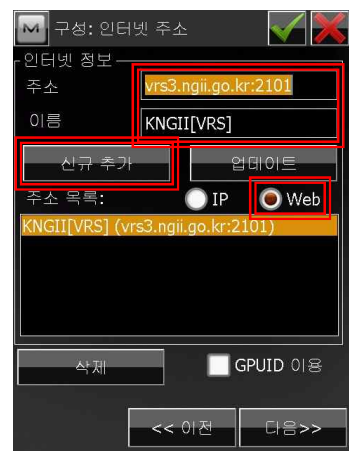 M 구성: 인터넷 주소
인터넷 정보
주소 vrs3.ngii.go.kr:2101
이름 KNGII[VRS]
신규 추가 업데이트
주소 목록: IP Web
KNGII[VRS] (vrs3.ngii.go.kr:2101)
삭제 GPUID 이용
<< 이전 다음>>